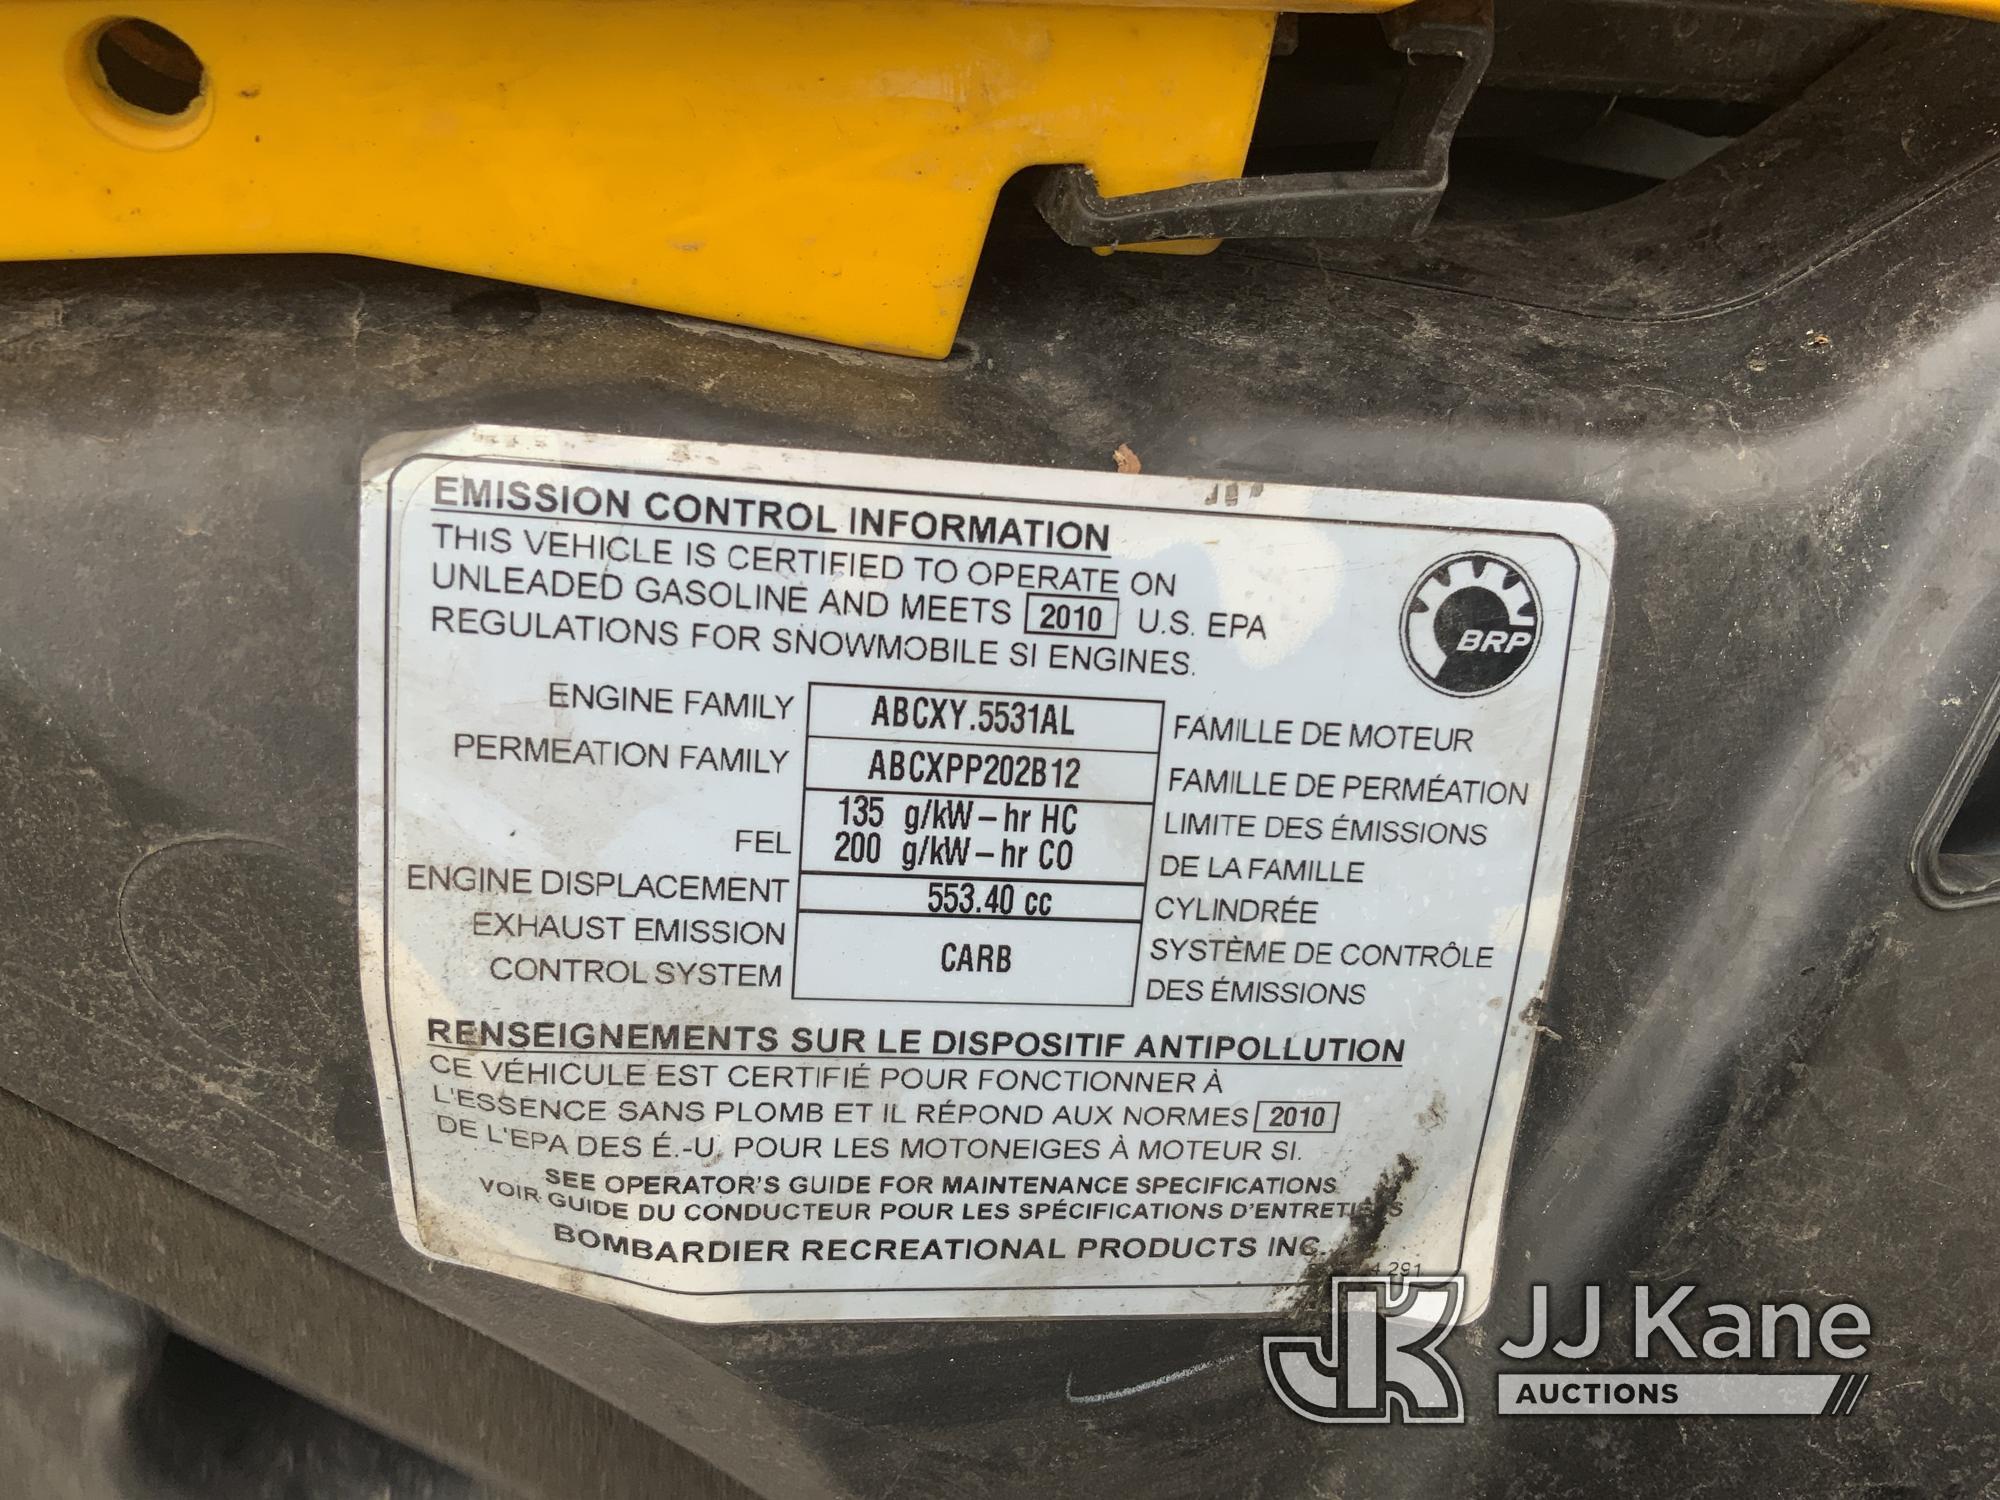 EMISSION CONTROL INFORMATION
THIS VEHICLE IS CERTIFIED TO OPERATE ON
UNLEADED GASOLINE AND MEETS 2010 U.S. EPA
REGULATIONS FOR SNOWMOBILE SI ENGINES.
BRP
ENGINE FAMILY ABCXY.5531AL FAMILLE DE MOTEUR
PERMEATION FAMILY ABCXPP202B12 FAMILLE DE PERMÉATION
135 g/kW-hr HC LIMITE DES ÉMISSIONS
FEL 200 g/kW-hr CO DE LA FAMILLE
ENGINE DISPLACEMENT 553.40 cc CYLINDRÉE
EXHAUST EMISSION CARB SYSTÈME DE CONTRÔLE
CONTROL SYSTEM DES ÉMISSIONS
RENSEIGNEMENTS SUR LE DISPOSITIF ANTIPOLLUTION
CE VÉHICULE EST CERTIFIÉ POUR FONCTIONNER À
L'ESSENCE SANS PLOMB ET IL RÉPOND AUX NORMES 2010
DE L'EPA DES É.-U. POUR LES MOTONEIGES À MOTEUR SI.
SEE OPERATOR'S GUIDE FOR MAINTENANCE SPECIFICATIONS
VOIR GUIDE DU CONDUCTEUR POUR LES SPÉCIFICATIONS D'ENTRETIENS
BOMBARDIER RECREATIONAL PRODUCTS INC.
291
JK JJ Kane
AUCTIONS